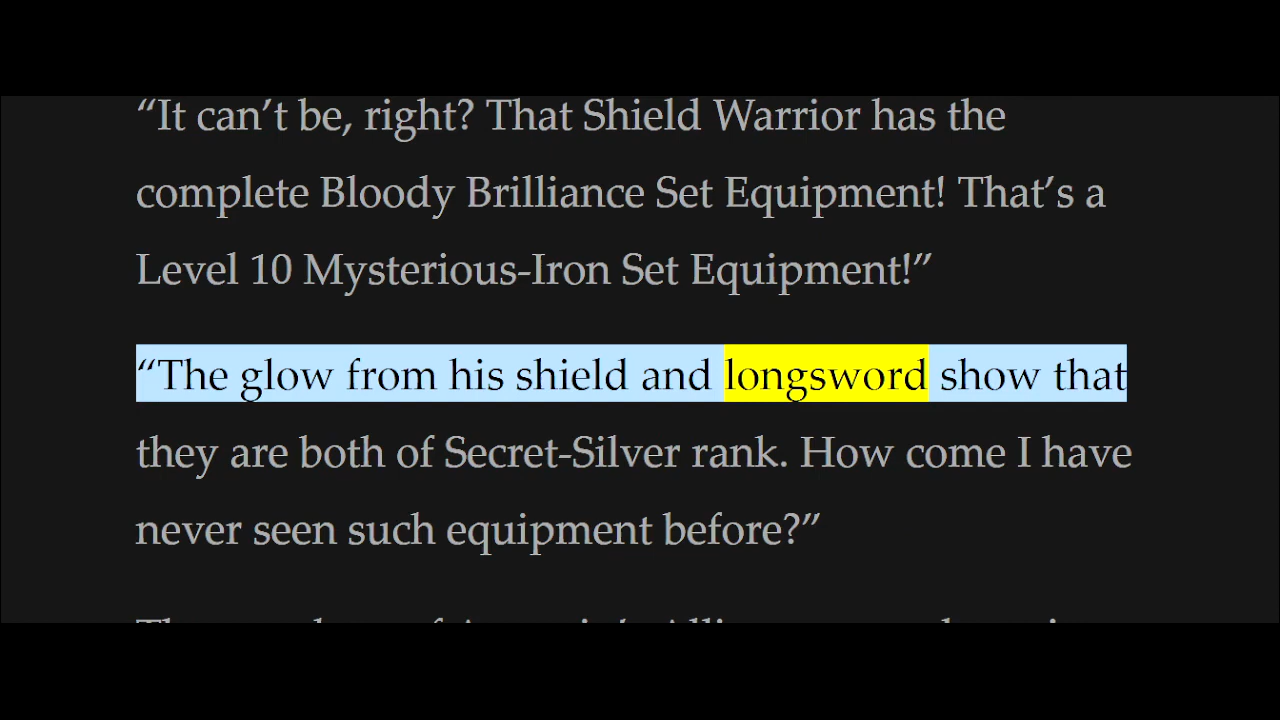 “It can’t be, right? That Shield Warrior has the
complete Bloody Brilliance Set Equipment! That’s a
Level 10 Mysterious-Iron Set Equipment!”
“The glow from his shield and longsword show that
they are both of Secret-Silver rank. How come I have
never seen such equipment before?”